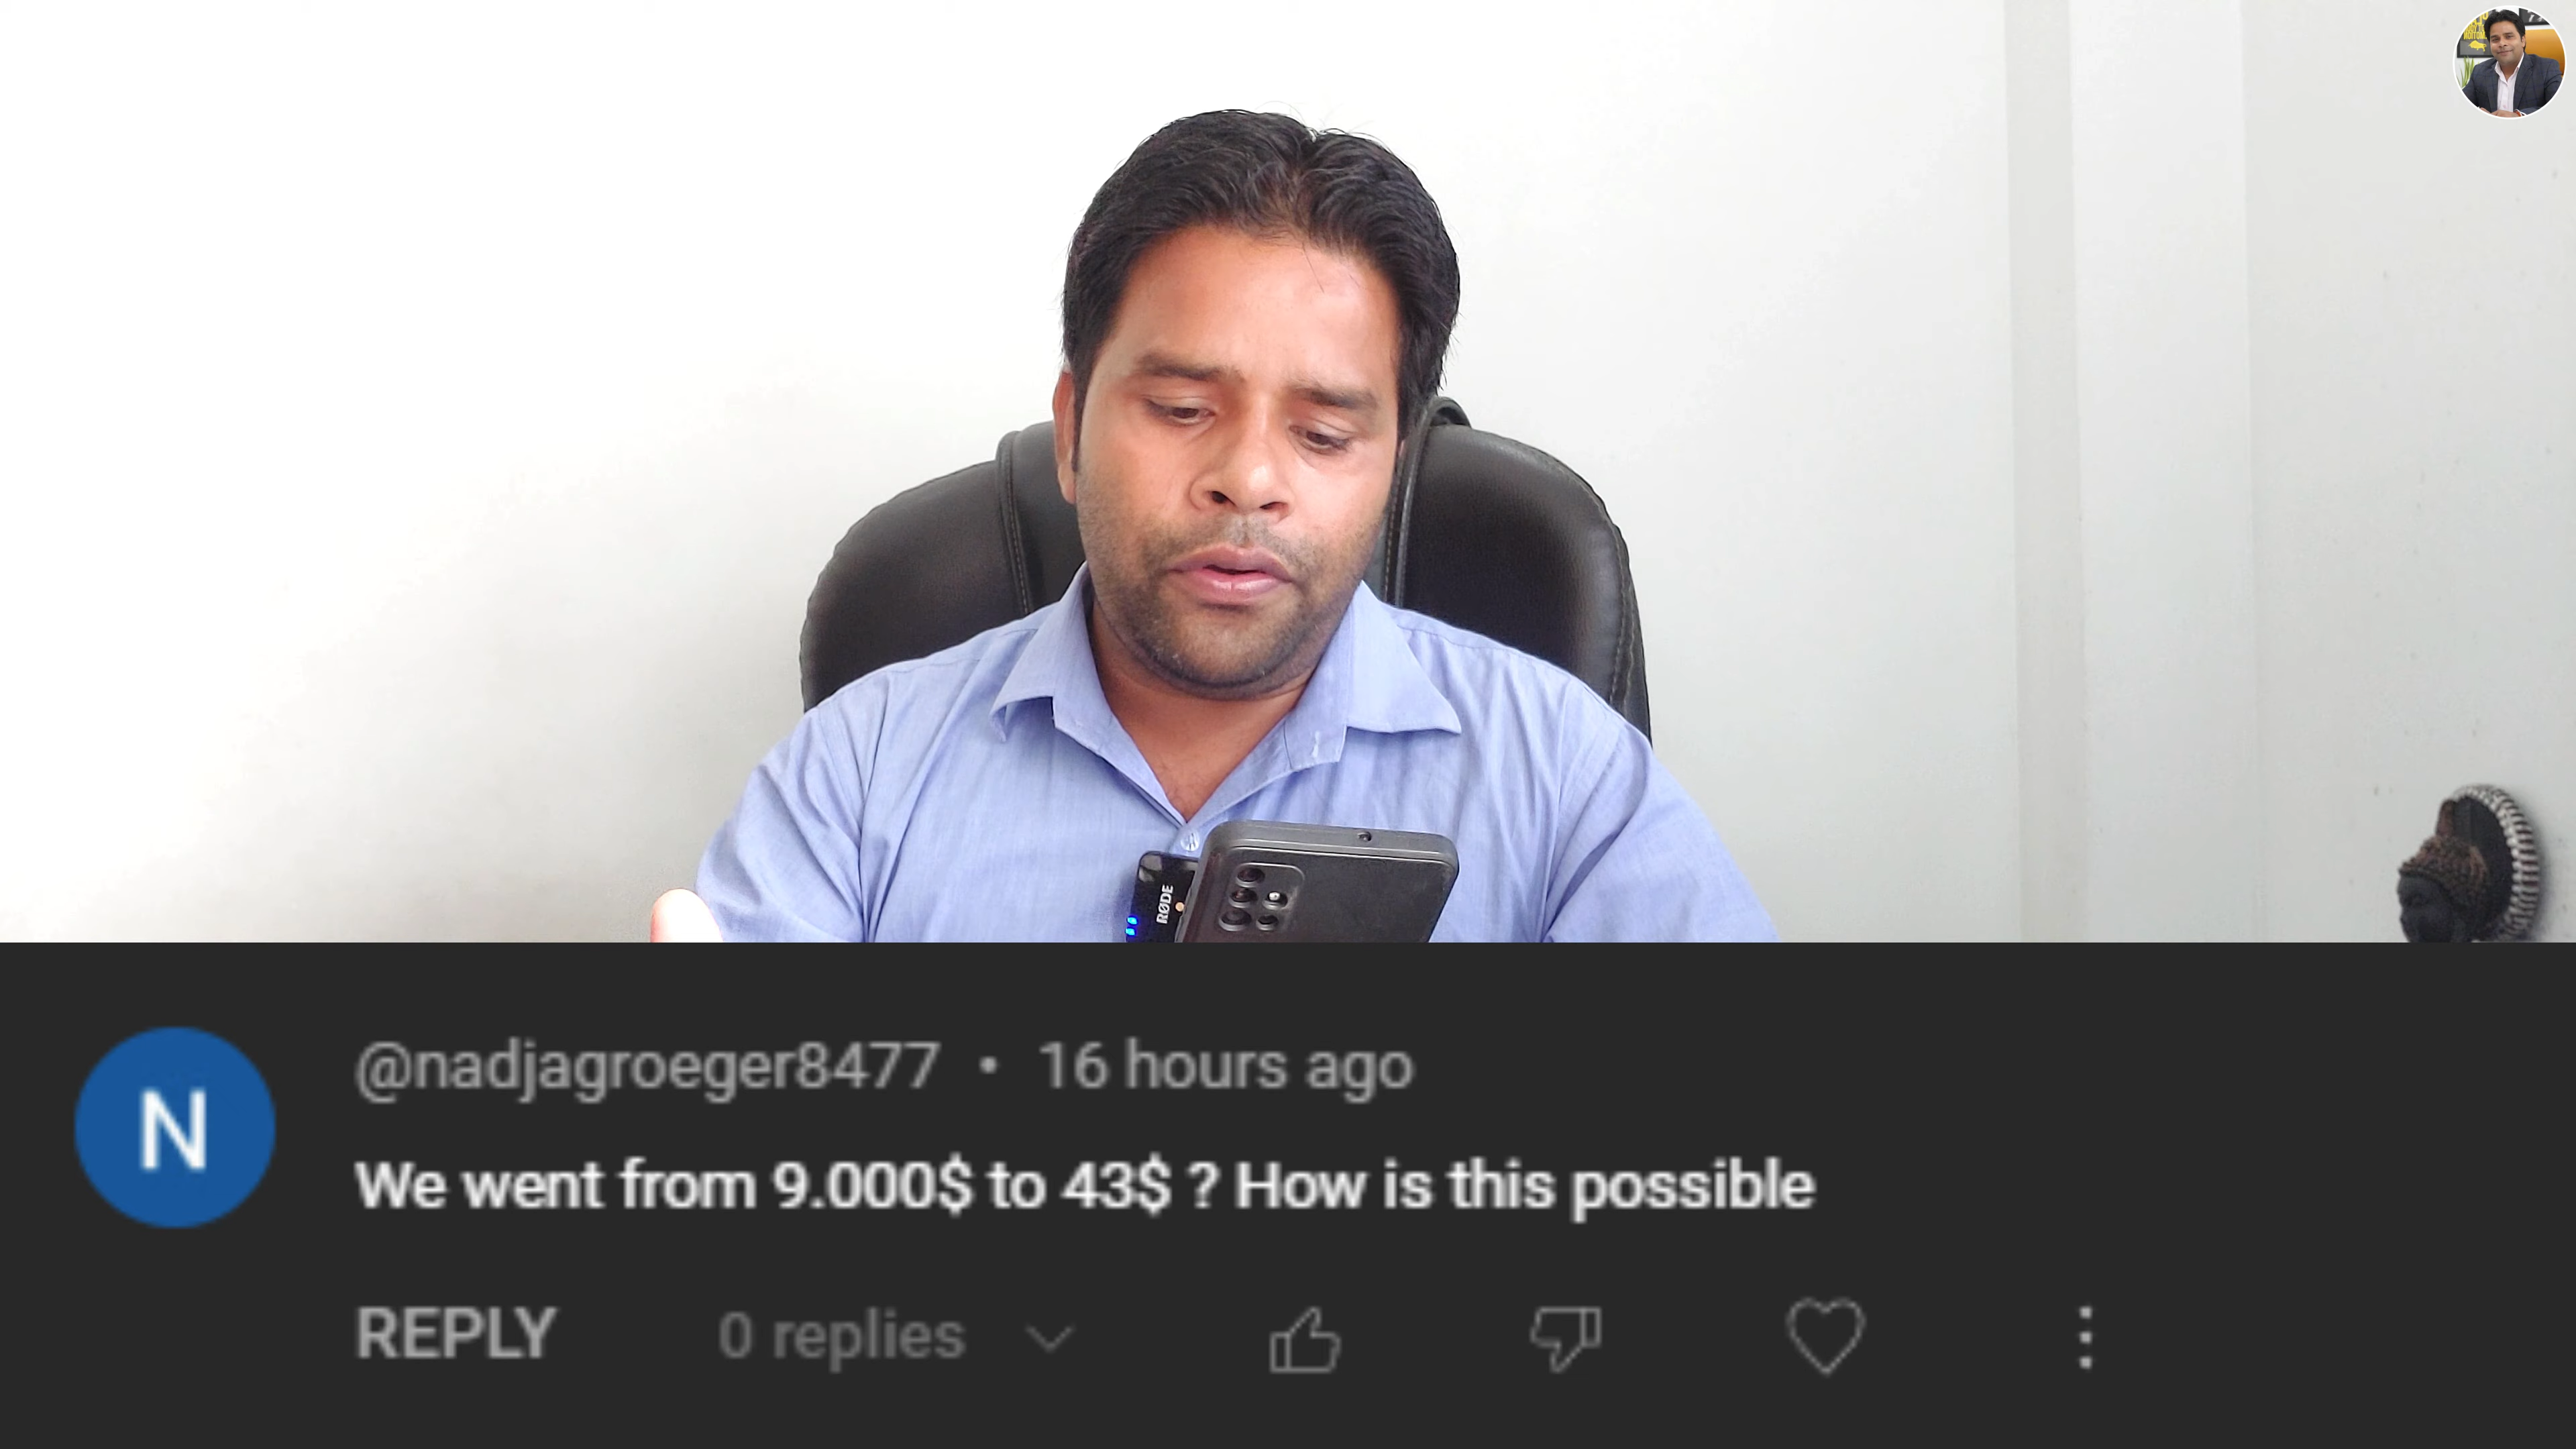 RØDE
N
@nadjagroeger8477 • 16 hours ago
We went from 9.000$ to 43$ ? How is this possible
REPLY 0 replies